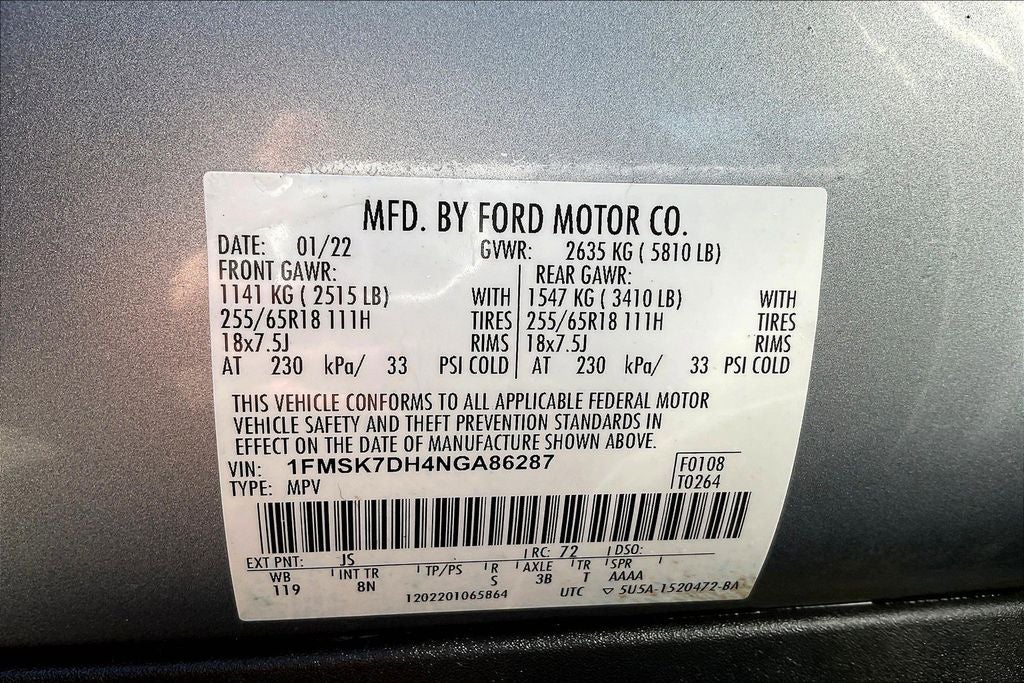 MFD. BY FORD MOTOR CO.
DATE: 01/22 GVWR: 2635 KG ( 5810 LB)
FRONT GAWR: REAR GAWR:
1141 KG ( 2515 LB) WITH 1547 KG ( 3410 LB) WITH
255/65R18 111H TIRES 255/65R18 111H TIRES
18x7.5J RIMS 18x7.5J RIMS
AT 230 kPa/ 33 PSI COLD AT 230 kPa/ 33 PSI COLD
THIS VEHICLE CONFORMS TO ALL APPLICABLE FEDERAL MOTOR
VEHICLE SAFETY AND THEFT PREVENTION STANDARDS IN
EFFECT ON THE DATE OF MANUFACTURE SHOWN ABOVE.
VIN: 1FMSK7DH4NGA86287 F0108
TYPE: MPV T0264
EXT PNT: JS RC: 72 DSO:
WB INT TR TP/PS R AXLE TR SPR
119 8N S 3B T AAAA
1202201065864 UTC ▽ 5U5A-1520472-BA